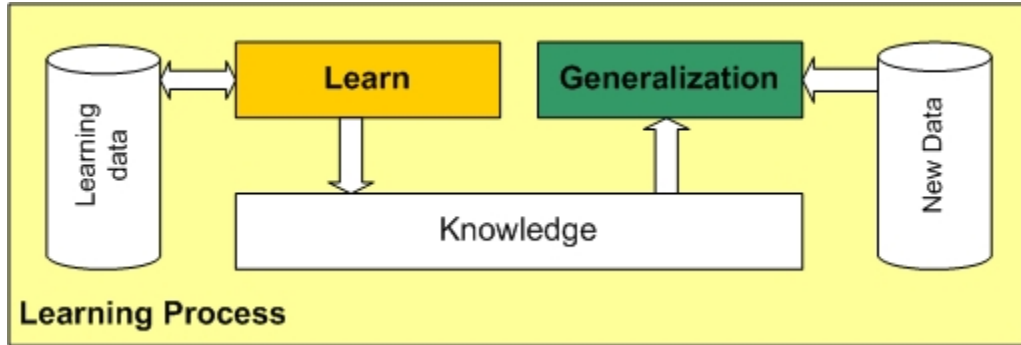 Learning
data
Learn
Generalization
New Data
Knowledge
Learning Process